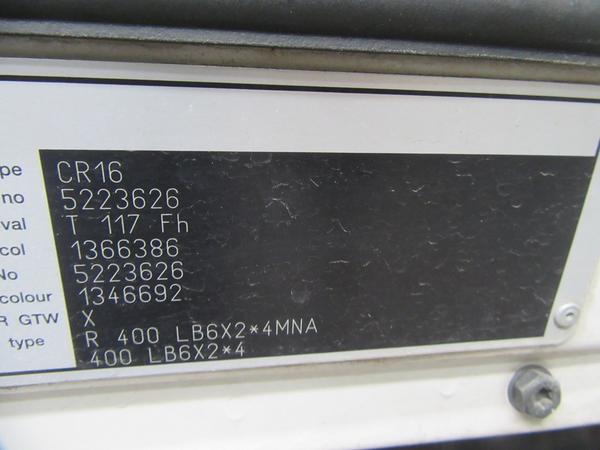 ype CR16
no 5223626
val T 117 Fh
col 1366386
No 5223626
colour 1346692
R GTW X
type R 400 LB6X2*4MNA
400 LB6X2*4